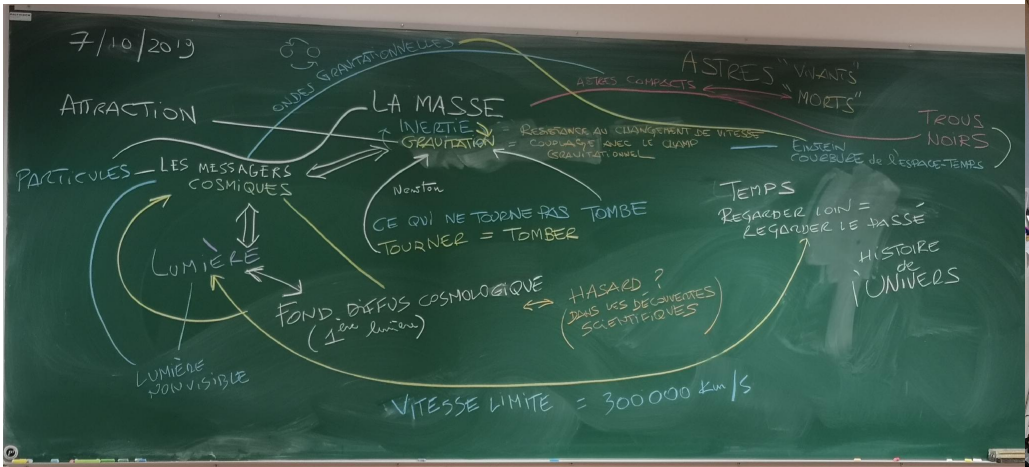 7/10/2019
ONDES GRAVITATIONNELLES
ASTRES "VIVANTS"
"MORTS"
ASTRES COMPACTS
TROUS
NOIRS
ATTRACTION
LA MASSE
INERTIE = RESISTANCE AU CHANGEMENT DE VITESSE
GRAVITATION = COUPLAGE AVEC LE CHAMP
GRAVITATIONNEL
EINSTEIN
COURBURE de l'ESPACE-TEMPS
PARTICULES
LES MESSAGERS
COSMIQUES
Newton
CE QUI NE TOURNE PAS TOMBE
TOURNER = TOMBER
TEMPS
REGARDER LOIN =
REGARDER LE PASSÉ
HISTOIRE
de
l'UNIVERS
LUMIÈRE
FOND DIFFUS COSMOLOGIQUE
(1ère lumière)
HASARD ?
(DANS LES DÉCOUVERTES
SCIENTIFIQUES)
LUMIÈRE
NON VISIBLE
VITESSE LIMITE = 300000 Km/S